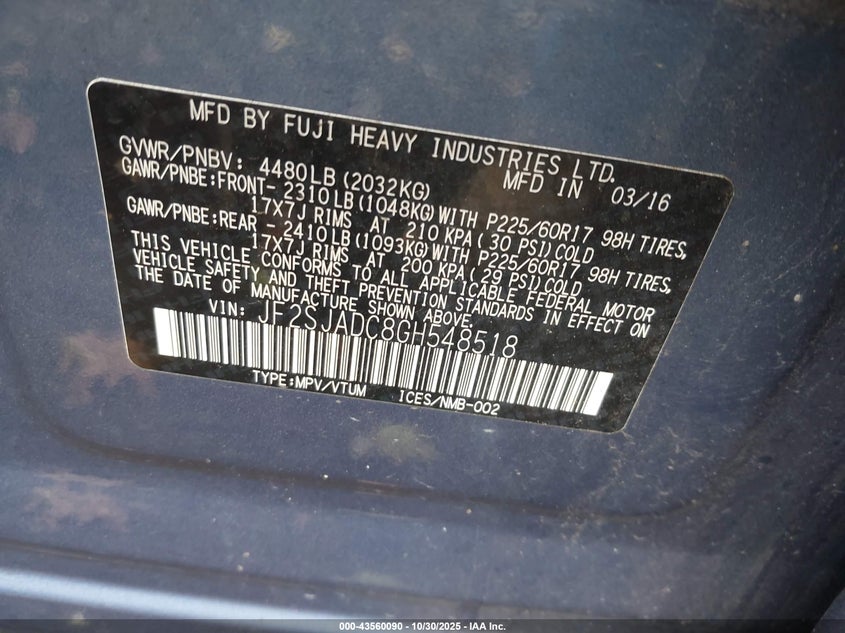 MFD BY FUJI HEAVY INDUSTRIES LTD.
MFD IN 03/16
GVWR/PNBV: 4480LB(2032KG)
GAWR/PNBE:FRONT- 2310LB(1048KG)WITH P225/60R17 98H TIRES,
17X7J RIMS AT 210 KPA(30 PSI)COLD
GAWR/PNBE:REAR - 2410LB(1093KG)WITH P225/60R17 98H TIRES,
17X7J RIMS AT 200 KPA(29 PSI)COLD
THIS VEHICLE CONFORMS TO ALL APPLICABLE FEDERAL MOTOR
VEHICLE SAFETY AND THEFT PREVENTION STANDARDS IN EFFECT ON
THE DATE OF MANUFACTURE SHOWN ABOVE.
VIN: JF2SJADC8GH548518
TYPE:MPV/VTUM ICES/NMB-002
000-43560090 - 10/30/2025 - IAA Inc.